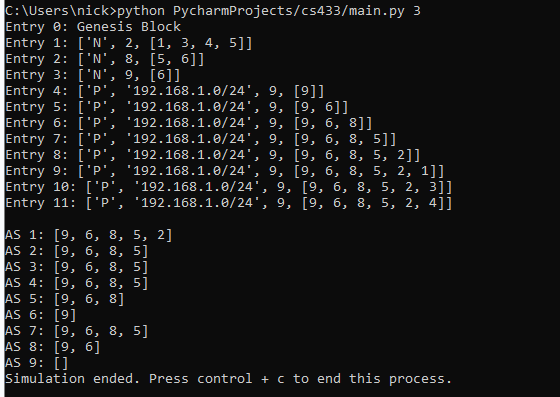 C:\Users\nick>python PycharmProjects/cs433/main.py 3
Entry 0: Genesis Block
Entry 1: ['N', 2, [1, 3, 4, 5]]
Entry 2: ['N', 8, [5, 6]]
Entry 3: ['N', 9, [6]]
Entry 4: ['P', '192.168.1.0/24', 9, [9]]
Entry 5: ['P', '192.168.1.0/24', 9, [9, 6]]
Entry 6: ['P', '192.168.1.0/24', 9, [9, 6, 8]]
Entry 7: ['P', '192.168.1.0/24', 9, [9, 6, 8, 5]]
Entry 8: ['P', '192.168.1.0/24', 9, [9, 6, 8, 5, 2]]
Entry 9: ['P', '192.168.1.0/24', 9, [9, 6, 8, 5, 2, 1]]
Entry 10: ['P', '192.168.1.0/24', 9, [9, 6, 8, 5, 2, 3]]
Entry 11: ['P', '192.168.1.0/24', 9, [9, 6, 8, 5, 2, 4]]
AS 1: [9, 6, 8, 5, 2]
AS 2: [9, 6, 8, 5]
AS 3: [9, 6, 8, 5]
AS 4: [9, 6, 8, 5]
AS 5: [9, 6, 8]
AS 6: [9]
AS 7: [9, 6, 8, 5]
AS 8: [9, 6]
AS 9: []
Simulation ended. Press control + c to end this process.